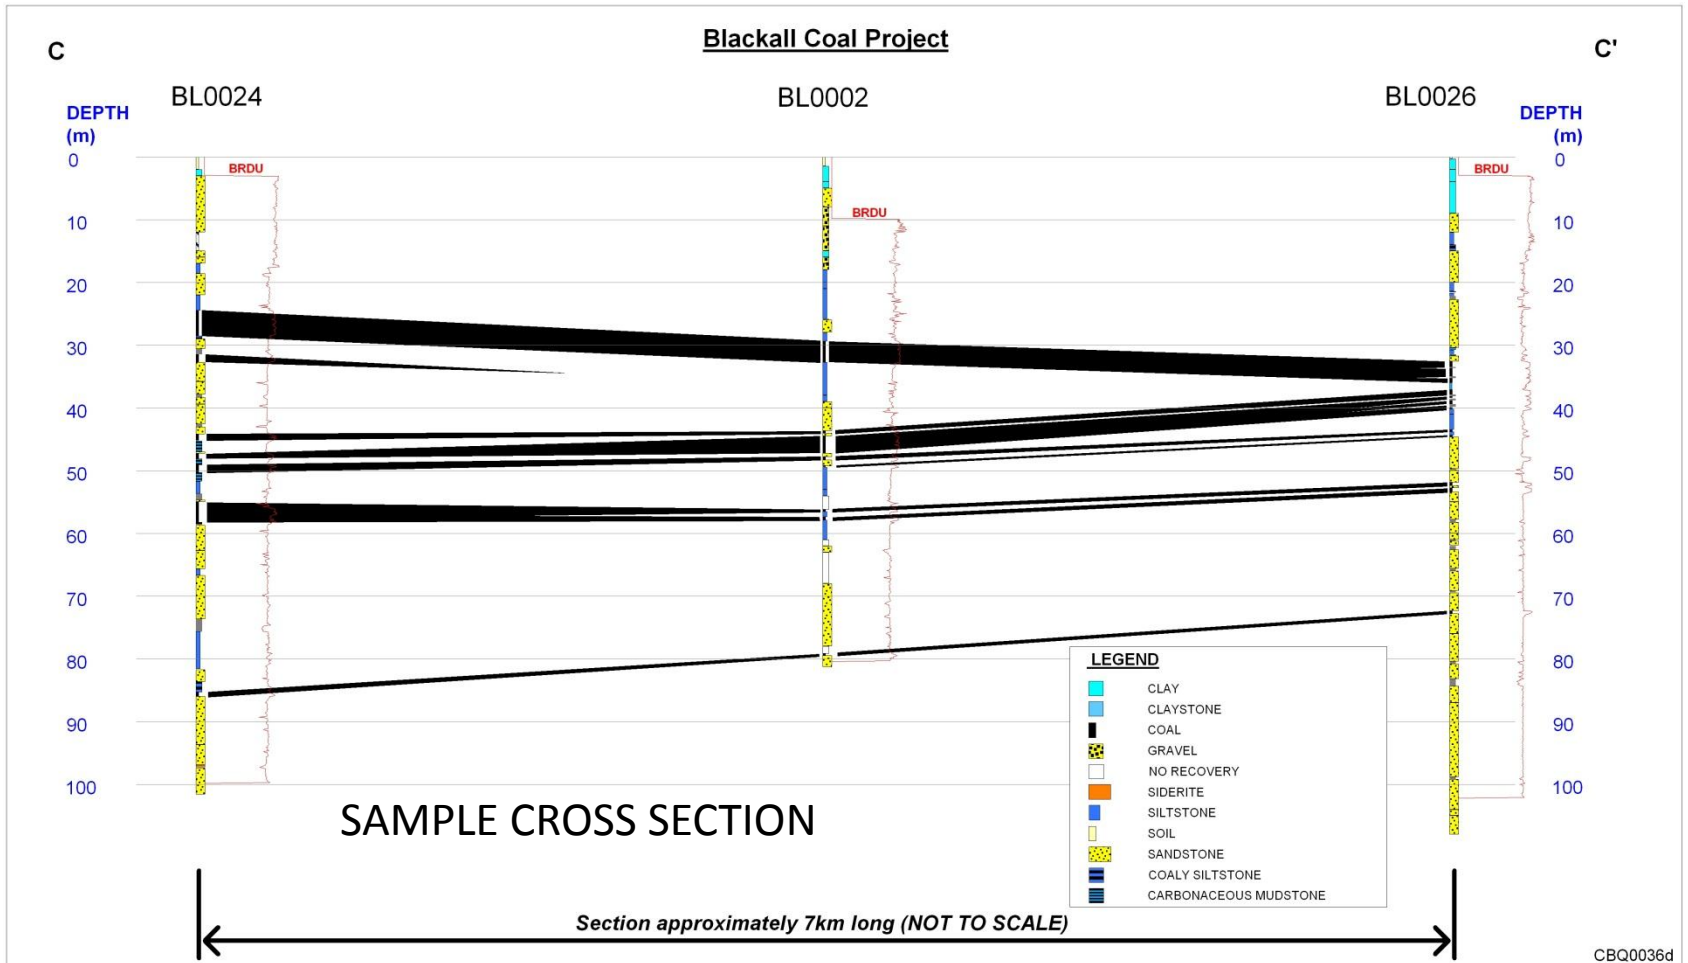 Blackall Coal Project
C
C'
BL0024
BL0002
BL0026
DEPTH
(m)
DEPTH
(m)
0
0
BRDU
BRDU
BRDU
10
10
20
20
30
30
40
40
50
50
60
60
70
70
80
80
90
90
100
100
LEGEND
CLAY
CLAYSTONE
COAL
GRAVEL
NO RECOVERY
SIDERITE
SILTSTONE
SOIL
SANDSTONE
COALY SILTSTONE
CARBONACEOUS MUDSTONE
SAMPLE CROSS SECTION
Section approximately 7km long (NOT TO SCALE)
CBQ0036d